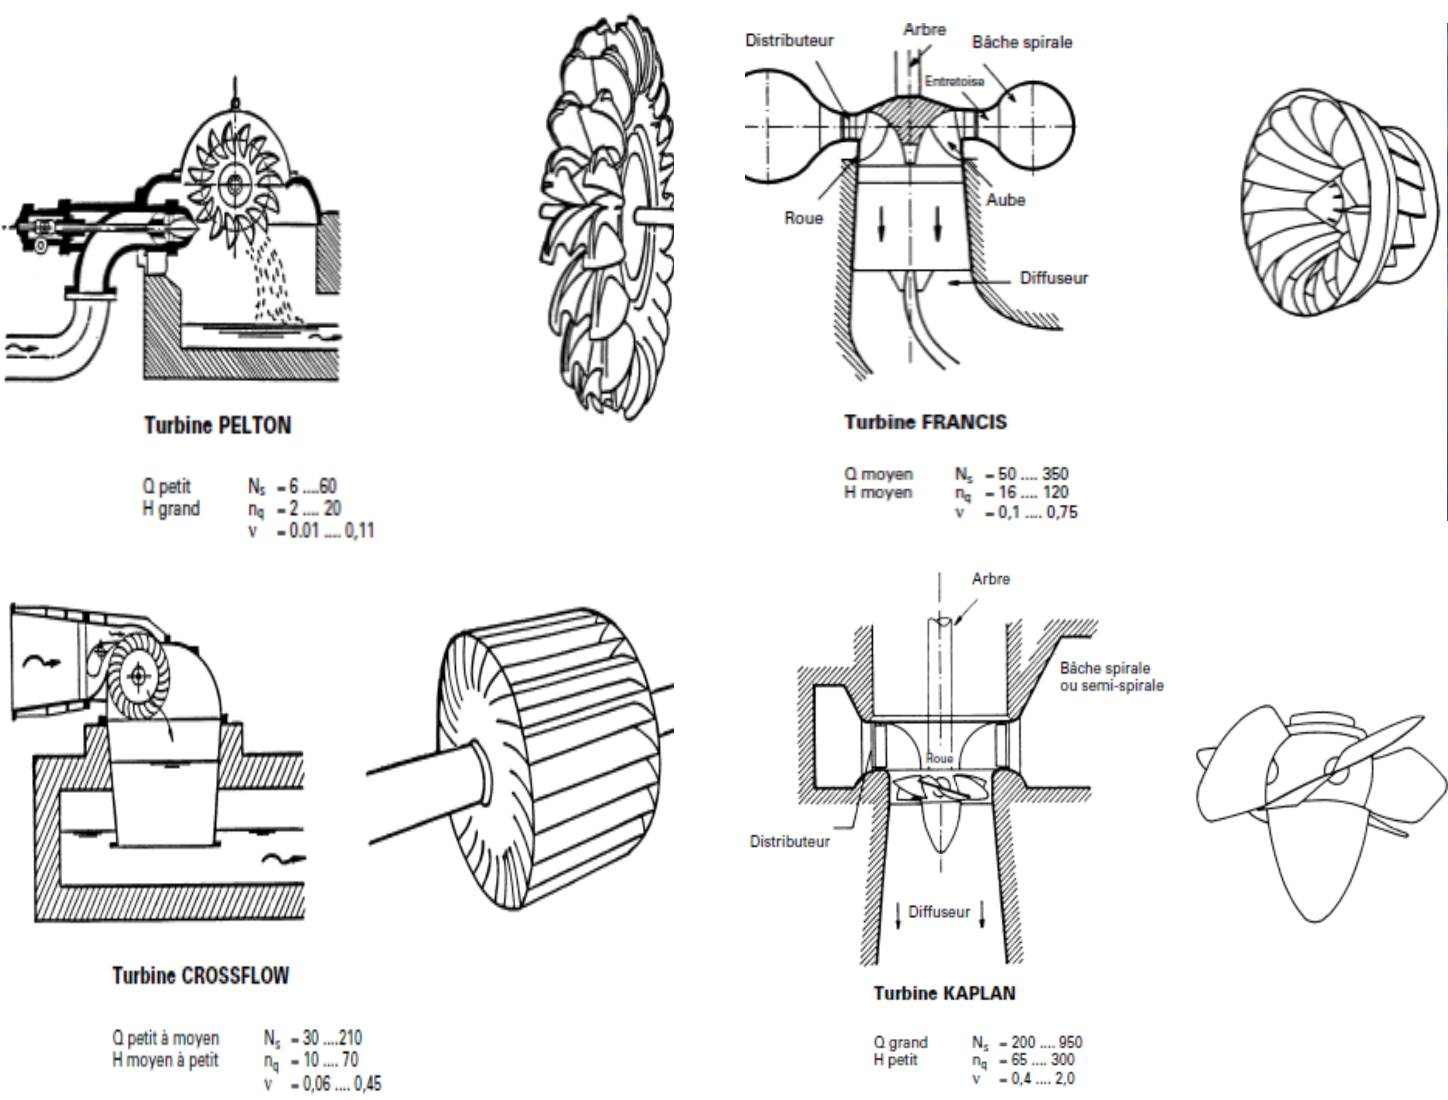 Turbine PELTON
Q petit N_s = 6 ....60
H grand n_q = 2 .... 20
ν = 0.01 .... 0,11
Distributeur
Arbre
Bâche spirale
Entretoise
Roue
Aube
Diffuseur
Turbine FRANCIS
Q moyen N_s = 50 .... 350
H moyen n_q = 16 .... 120
ν = 0,1 .... 0,75
Turbine CROSSFLOW
Q petit à moyen N_s = 30 ....210
H moyen à petit n_q = 10 .... 70
ν = 0,06 .... 0,45
Arbre
Bâche spirale
ou semi-spirale
Roue
Distributeur
Diffuseur
Turbine KAPLAN
Q grand N_s = 200 .... 950
H petit n_q = 65 .... 300
ν = 0,4 .... 2,0